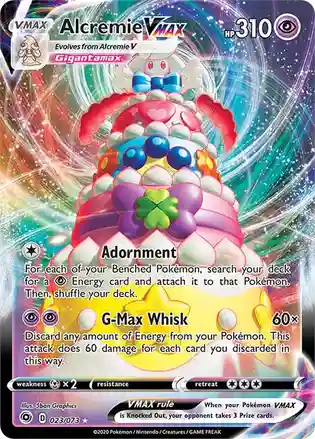 VMAX
Alcremie VMAX
HP 310
Evolves from Alcremie V
Gigantamax
Adornment
For each of your Benched Pokémon, search your deck
for a Energy card and attach it to that Pokémon.
Then, shuffle your deck.
G-Max Whisk 60×
Discard any amount of Energy from your Pokémon. This
attack does 60 damage for each card you discarded
in this way.
weakness ×2 resistance retreat
Illus. 5ban Graphics
VMAX rule When your Pokémon VMAX
is Knocked Out, your opponent takes 3 Prize cards.
D 023/073
©2020 Pokémon / Nintendo / Creatures / GAME FREAK